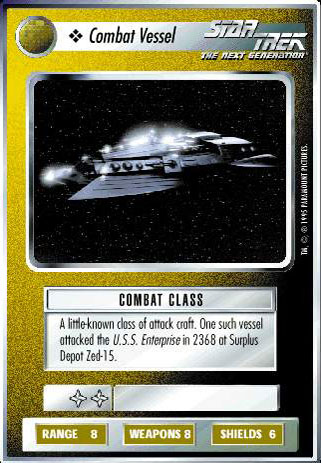 ❖ Combat Vessel
STAR TREK
THE NEXT GENERATION
TM & © 1995 PARAMOUNT PICTURES.
COMBAT CLASS
A little-known class of attack craft. One such vessel
attacked the U.S.S. Enterprise in 2368 at Surplus
Depot Zed-15.
RANGE 8 WEAPONS 8 SHIELDS 6